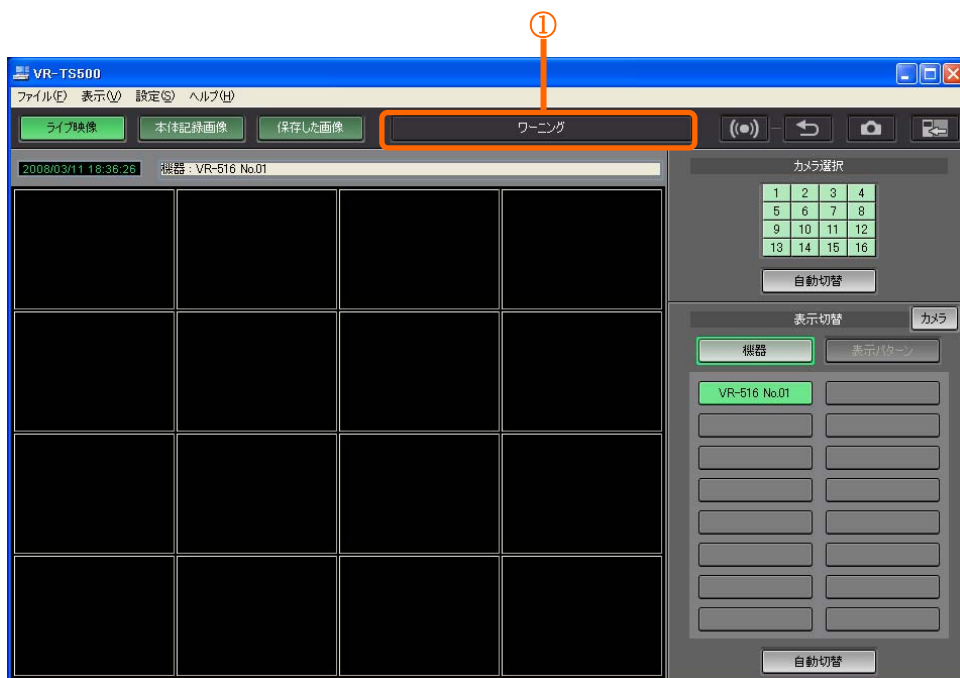 ①
VR-TS500
ファイル(F) 表示(V) 設定(S) ヘルプ(H)
ライブ映像 本体記録画像 保存した画像 ワーニング
2008/03/11 18:36:26 機器 : VR-516 No.01
カメラ選択
1 2 3 4
5 6 7 8
9 10 11 12
13 14 15 16
自動切替
表示切替 カメラ
機器 表示パターン
VR-516 No.01
自動切替